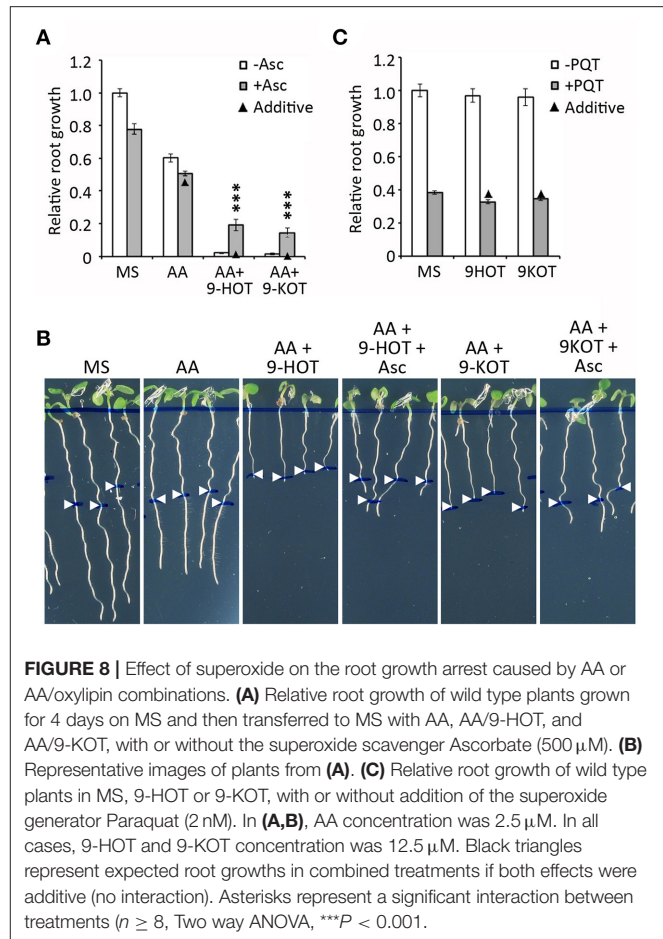 A
Relative root growth
1.2
1.0
0.8
0.6
0.4
0.2
0
-Asc
+Asc
Additive
***
***
MS
AA
AA+
9-HOT
AA+
9-KOT
C
Relative root growth
1.2
1.0
0.8
0.6
0.4
0.2
0
-PQT
+PQT
Additive
MS
9HOT
9KOT
B
MS
AA
AA +
9-HOT
AA +
9-HOT +
Asc
AA +
9-KOT
AA +
9KOT +
Asc
FIGURE 8 | Effect of superoxide on the root growth arrest caused by AA or
AA/oxylipin combinations. (A) Relative root growth of wild type plants grown
for 4 days on MS and then transferred to MS with AA, AA/9-HOT, and
AA/9-KOT, with or without the superoxide scavenger Ascorbate (500 μM). (B)
Representative images of plants from (A). (C) Relative root growth of wild type
plants in MS, 9-HOT or 9-KOT, with or without addition of the superoxide
generator Paraquat (2 nM). In (A,B), AA concentration was 2.5 μM. In all
cases, 9-HOT and 9-KOT concentration was 12.5 μM. Black triangles
represent expected root growths in combined treatments if both effects were
additive (no interaction). Asterisks represent a significant interaction between
treatments (n ≥ 8, Two way ANOVA, ***P < 0.001.